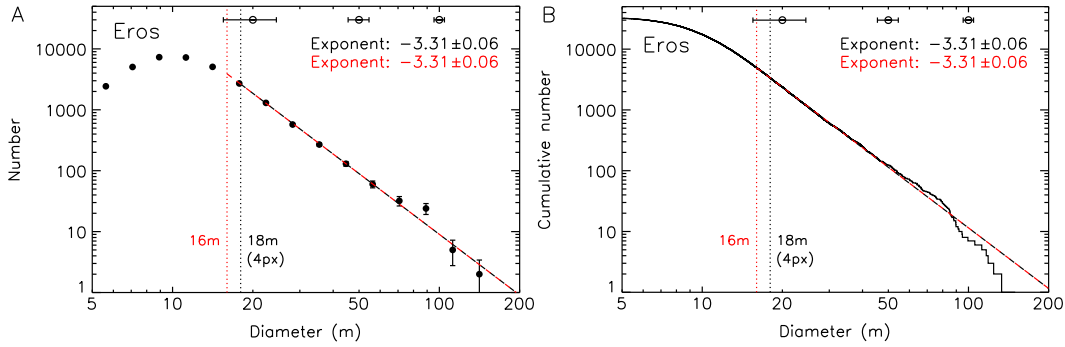 A
Eros
Exponent: −3.31±0.06
Exponent: −3.31±0.06
10000
1000
100
10
1
Number
16m
18m
(4px)
5
10
20
50
100
200
Diameter (m)
B
Eros
Exponent: −3.31±0.06
Exponent: −3.31±0.06
10000
1000
100
10
1
Cumulative number
16m
18m
(4px)
5
10
20
50
100
200
Diameter (m)